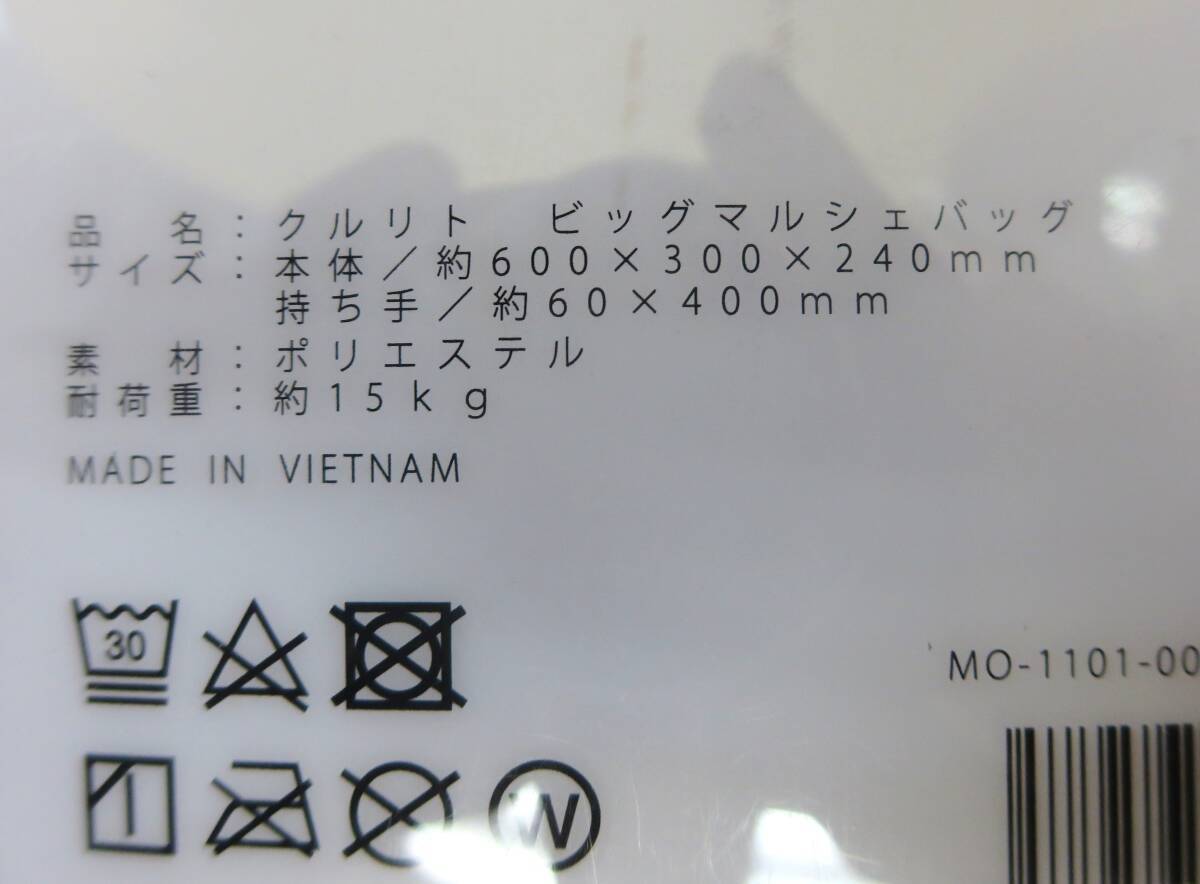 品　名：クルリト　ビッグマルシェバッグ
サイズ：本体／約600×300×240mm
持ち手／約60×400mm
素　材：ポリエステル
耐荷重：約15kg
MADE IN VIETNAM
30
MO-1101-00
W